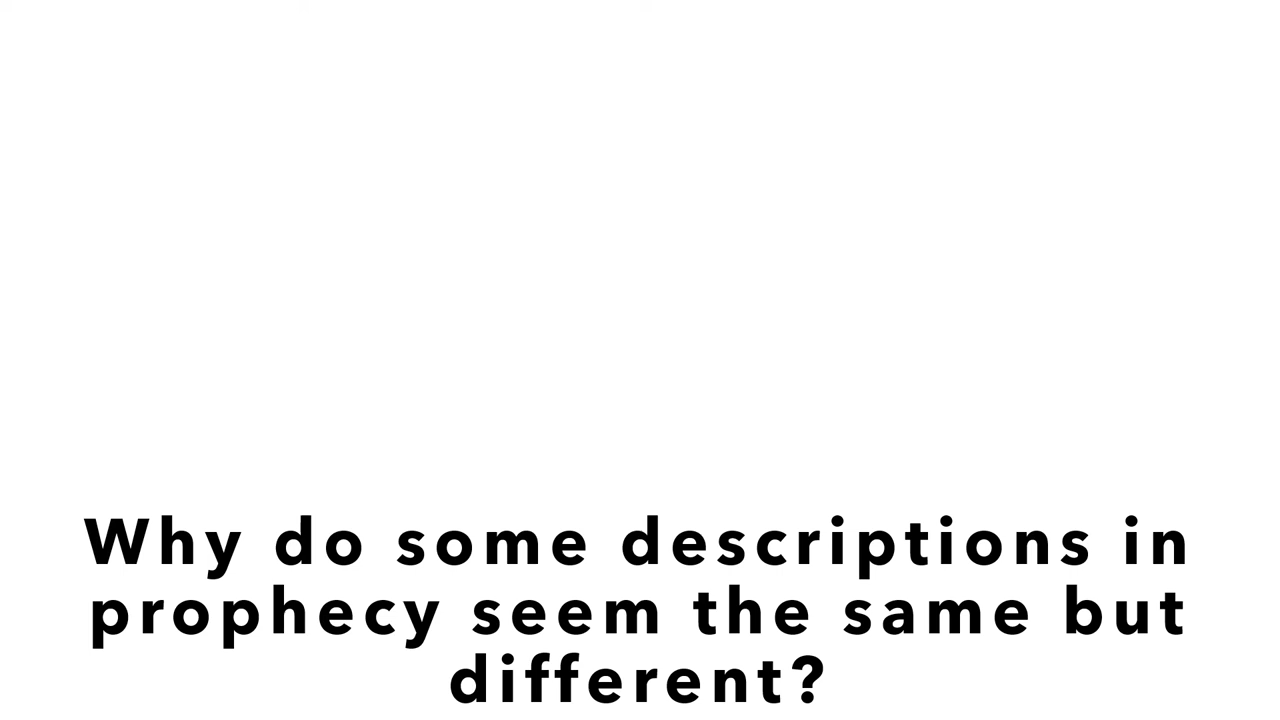 Why do some descriptions in
prophecy seem the same but
different?